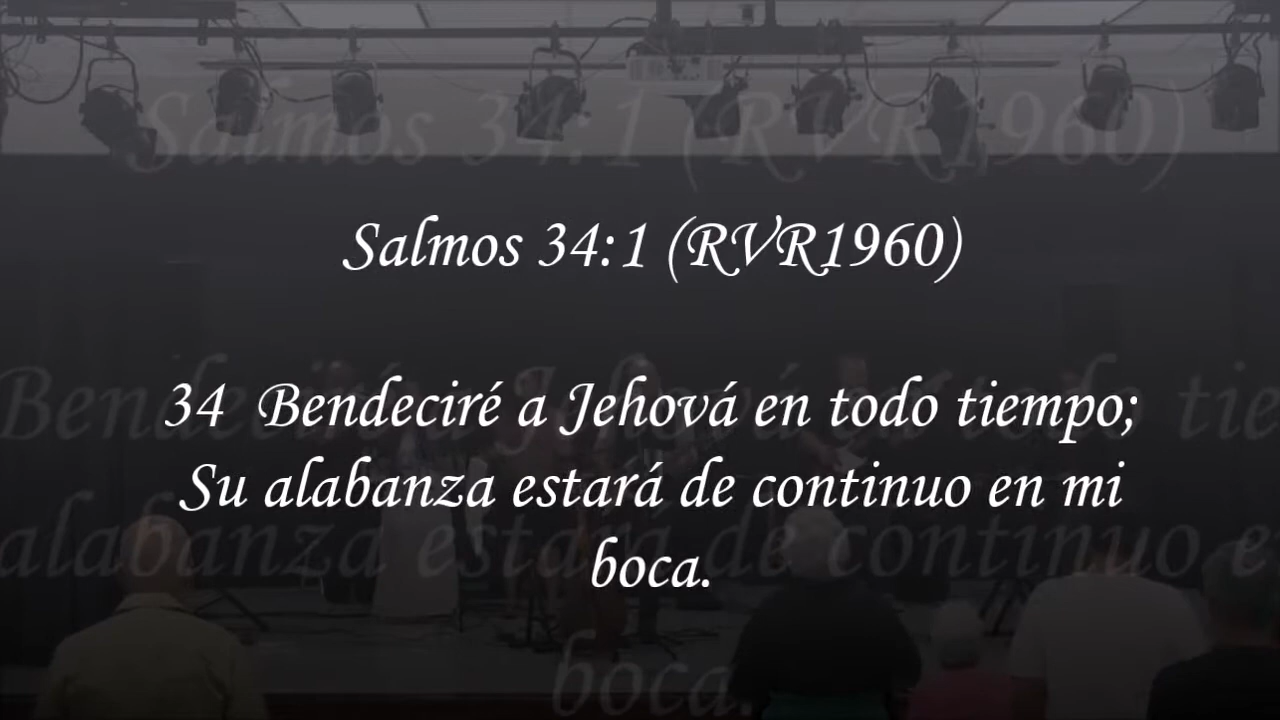 Salmos 34:1 (RVR1960)
34 Bendeciré a Jehová en todo tiempo;
Su alabanza estará de continuo en mi
boca.